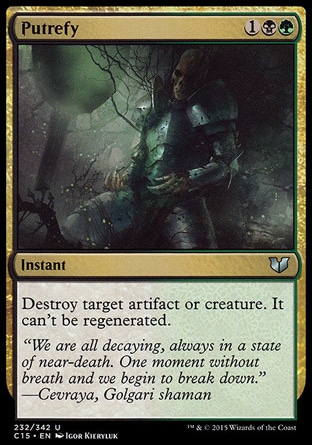 Putrefy 1
Instant
Destroy target artifact or creature. It
can't be regenerated.
"We are all decaying, always in a state
of near-death. One moment without
breath and we begin to break down."
—Cevraya, Golgari shaman
232/342 U
C15 • EN Igor Kieryluk ™ & © 2015 Wizards of the Coast